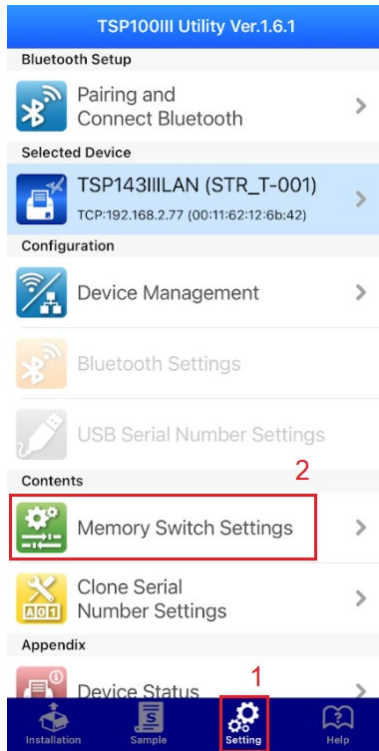 TSP100III Utility Ver.1.6.1
Bluetooth Setup
Pairing and
Connect Bluetooth
Selected Device
TSP143IIILAN (STR_T-001)
TCP:192.168.2.77 (00:11:62:12:6b:42)
Configuration
Device Management
Bluetooth Settings
USB Serial Number Settings
2
Contents
Memory Switch Settings
A01
Clone Serial
Number Settings
Appendix
1
Device Status
S
Installation Sample Setting Help